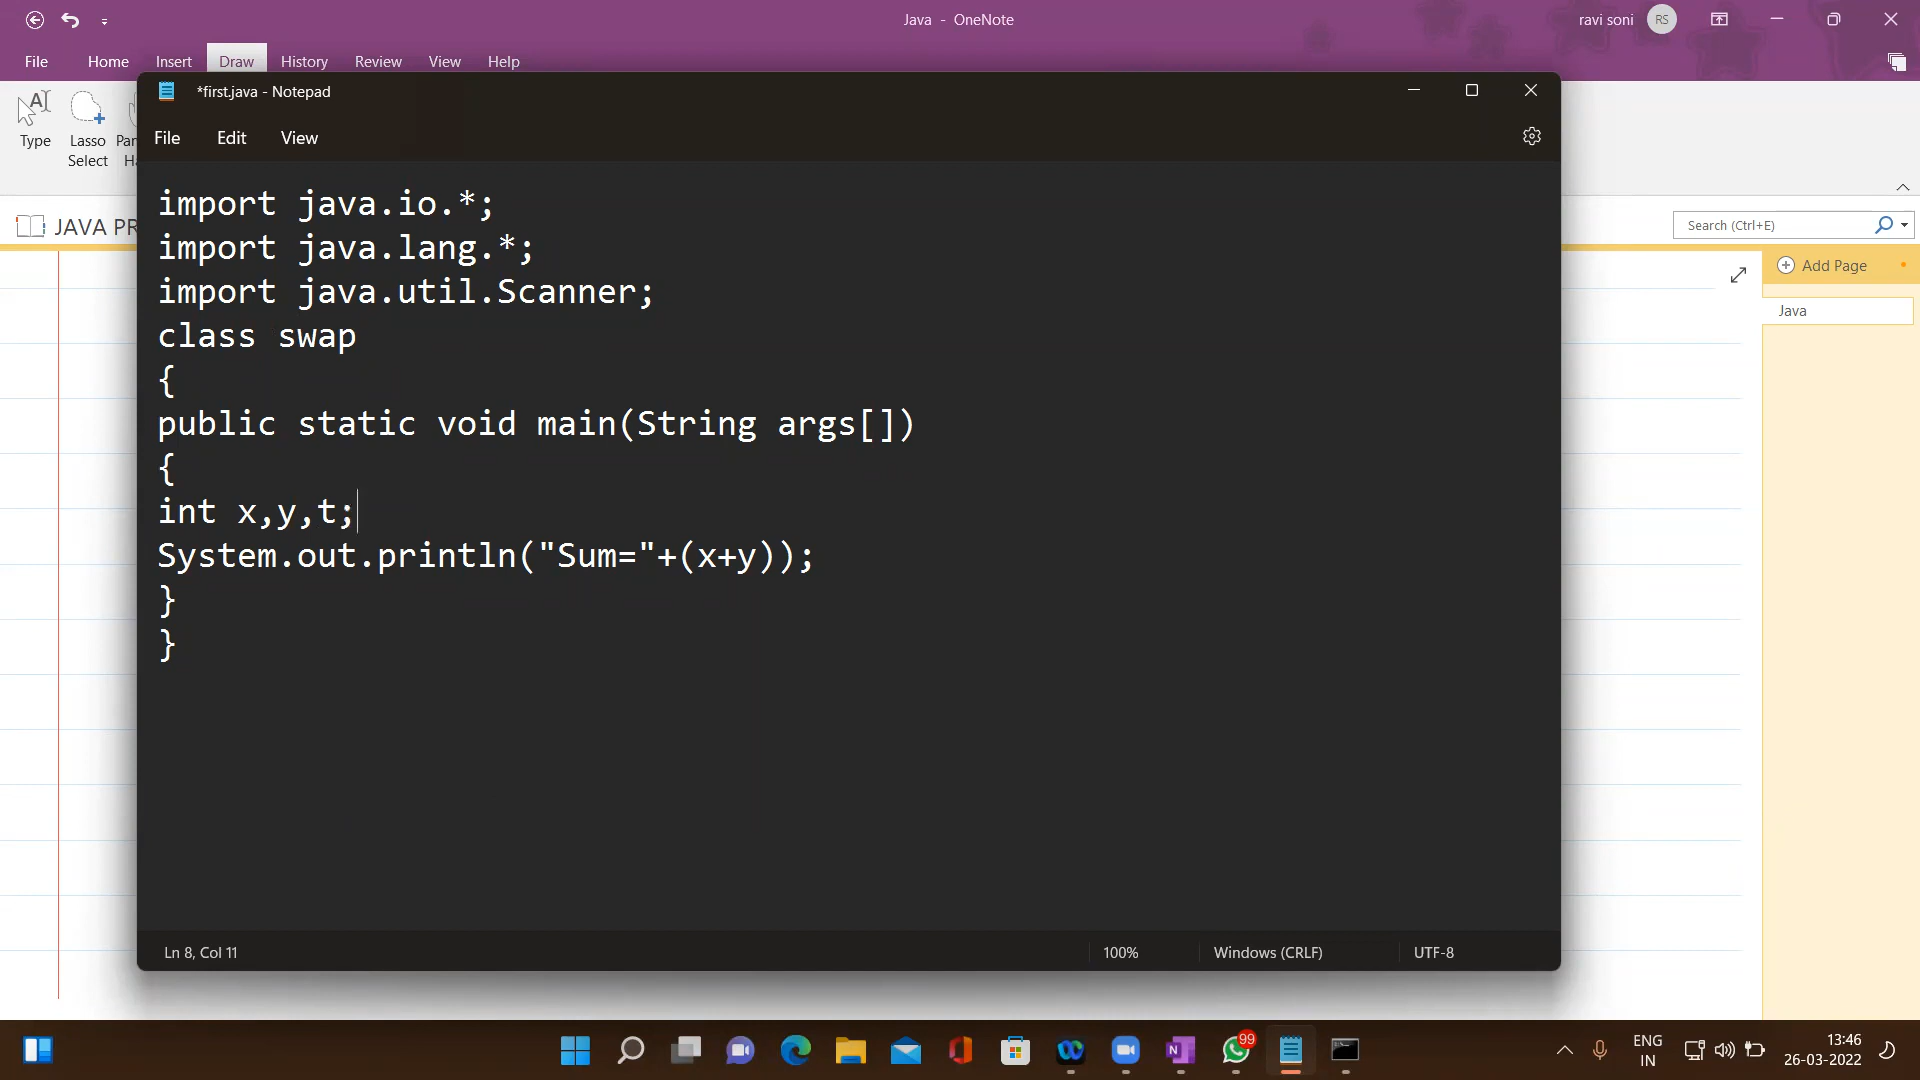 Java - OneNote
ravi soni
RS
File Home Insert Draw History Review View Help
*first.java - Notepad
Type
Lasso
Select
File Edit View
JAVA PR
Search (Ctrl+E)
Add Page
Java
import java.io.*;
import java.lang.*;
import java.util.Scanner;
class swap
{
public static void main(String args[])
{
int x,y,t;
System.out.println("Sum="+(x+y));
}
}
Ln 8, Col 11
100%
Windows (CRLF)
UTF-8
99
ENG
IN
13:46
26-03-2022